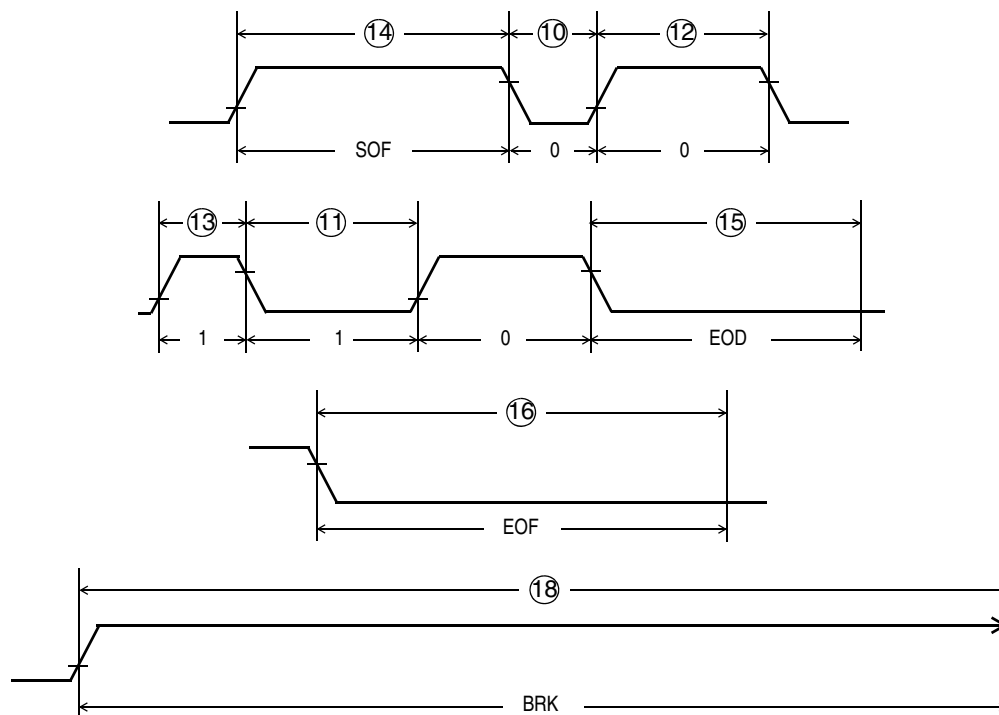 ⑭ ⑩ ⑫
SOF 0 0
⑬ ⑪ ⑮
1 1 0 EOD
⑯
EOF
⑱
BRK